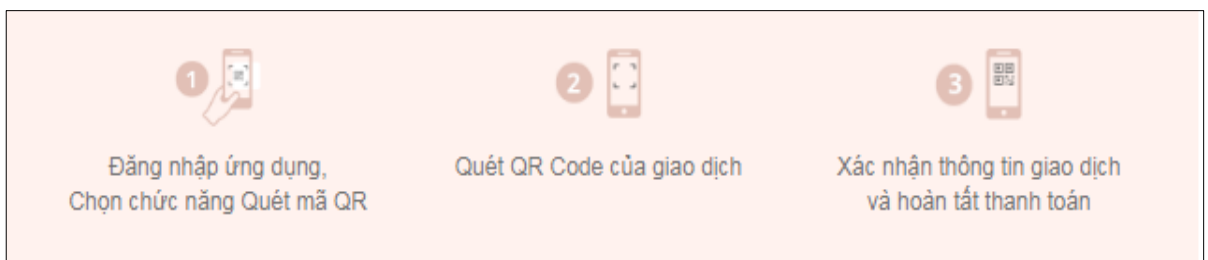 1
Đăng nhập ứng dụng,
Chọn chức năng Quét mã QR
2
Quét QR Code của giao dịch
3
Xác nhận thông tin giao dịch
và hoàn tất thanh toán